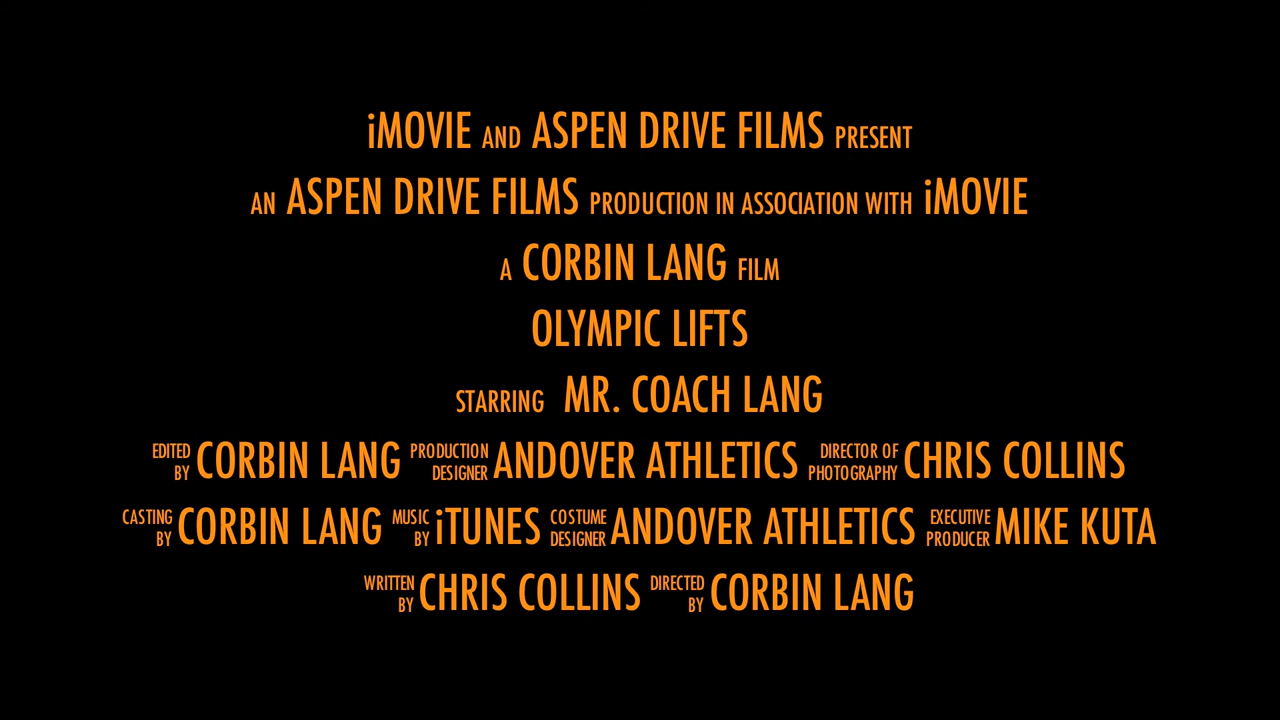 iMOVIE AND ASPEN DRIVE FILMS PRESENT
AN ASPEN DRIVE FILMS PRODUCTION IN ASSOCIATION WITH iMOVIE
A CORBIN LANG FILM
OLYMPIC LIFTS
STARRING MR. COACH LANG
EDITED BY CORBIN LANG PRODUCTION DESIGNER ANDOVER ATHLETICS DIRECTOR OF PHOTOGRAPHY CHRIS COLLINS
CASTING BY CORBIN LANG MUSIC BY iTUNES COSTUME DESIGNER ANDOVER ATHLETICS EXECUTIVE PRODUCER MIKE KUTA
WRITTEN BY CHRIS COLLINS DIRECTED BY CORBIN LANG